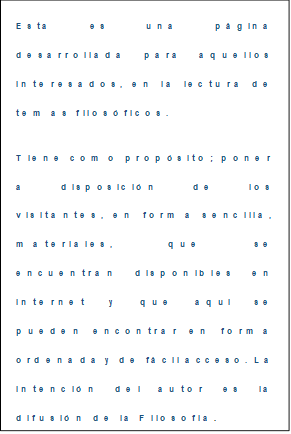 Esta es una página
desarrollada para aquellos
interesados, en la lectura de
temas filosóficos.
Tiene como propósito; poner
a disposición de los
visitantes, en forma sencilla,
materiales, que se
encuentran disponibles en
internet y que aquí se
pueden encontrar en forma
ordenada y de fácil acceso. La
intención del autor es la
difusión de la Filosofía.